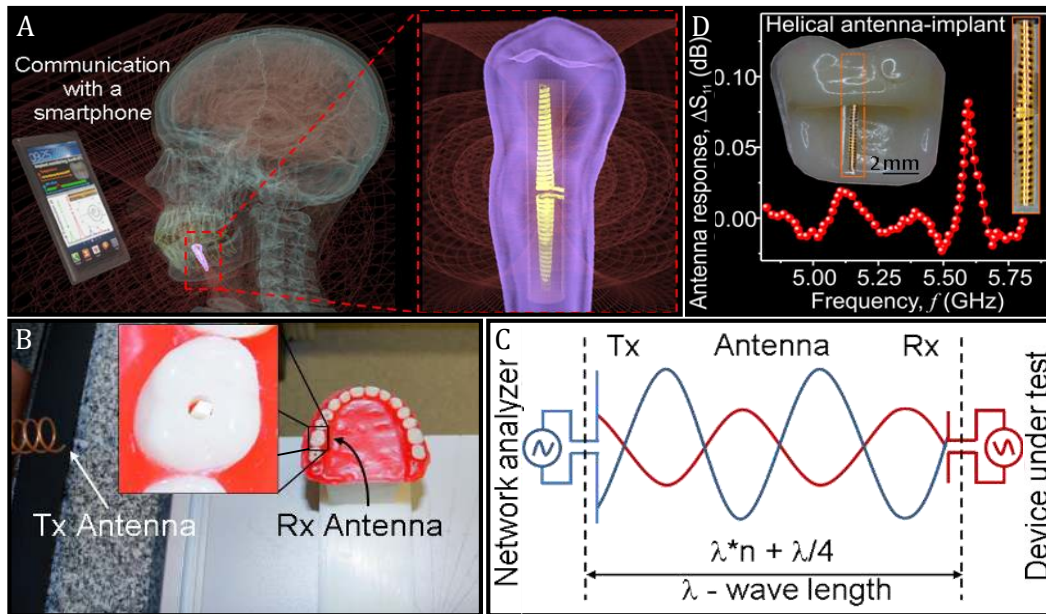 A
Communication
with a
smartphone
D
Helical antenna-implant
Antenna response, ΔS₁₁ (dB)
0.10
0.05
0.00
2 mm
5.00
5.25
5.50
5.75
Frequency, f (GHz)
B
Tx Antenna
Rx Antenna
C
Tx
Antenna
Rx
Network analyzer
Device under test
λ*n + λ/4
λ - wave length